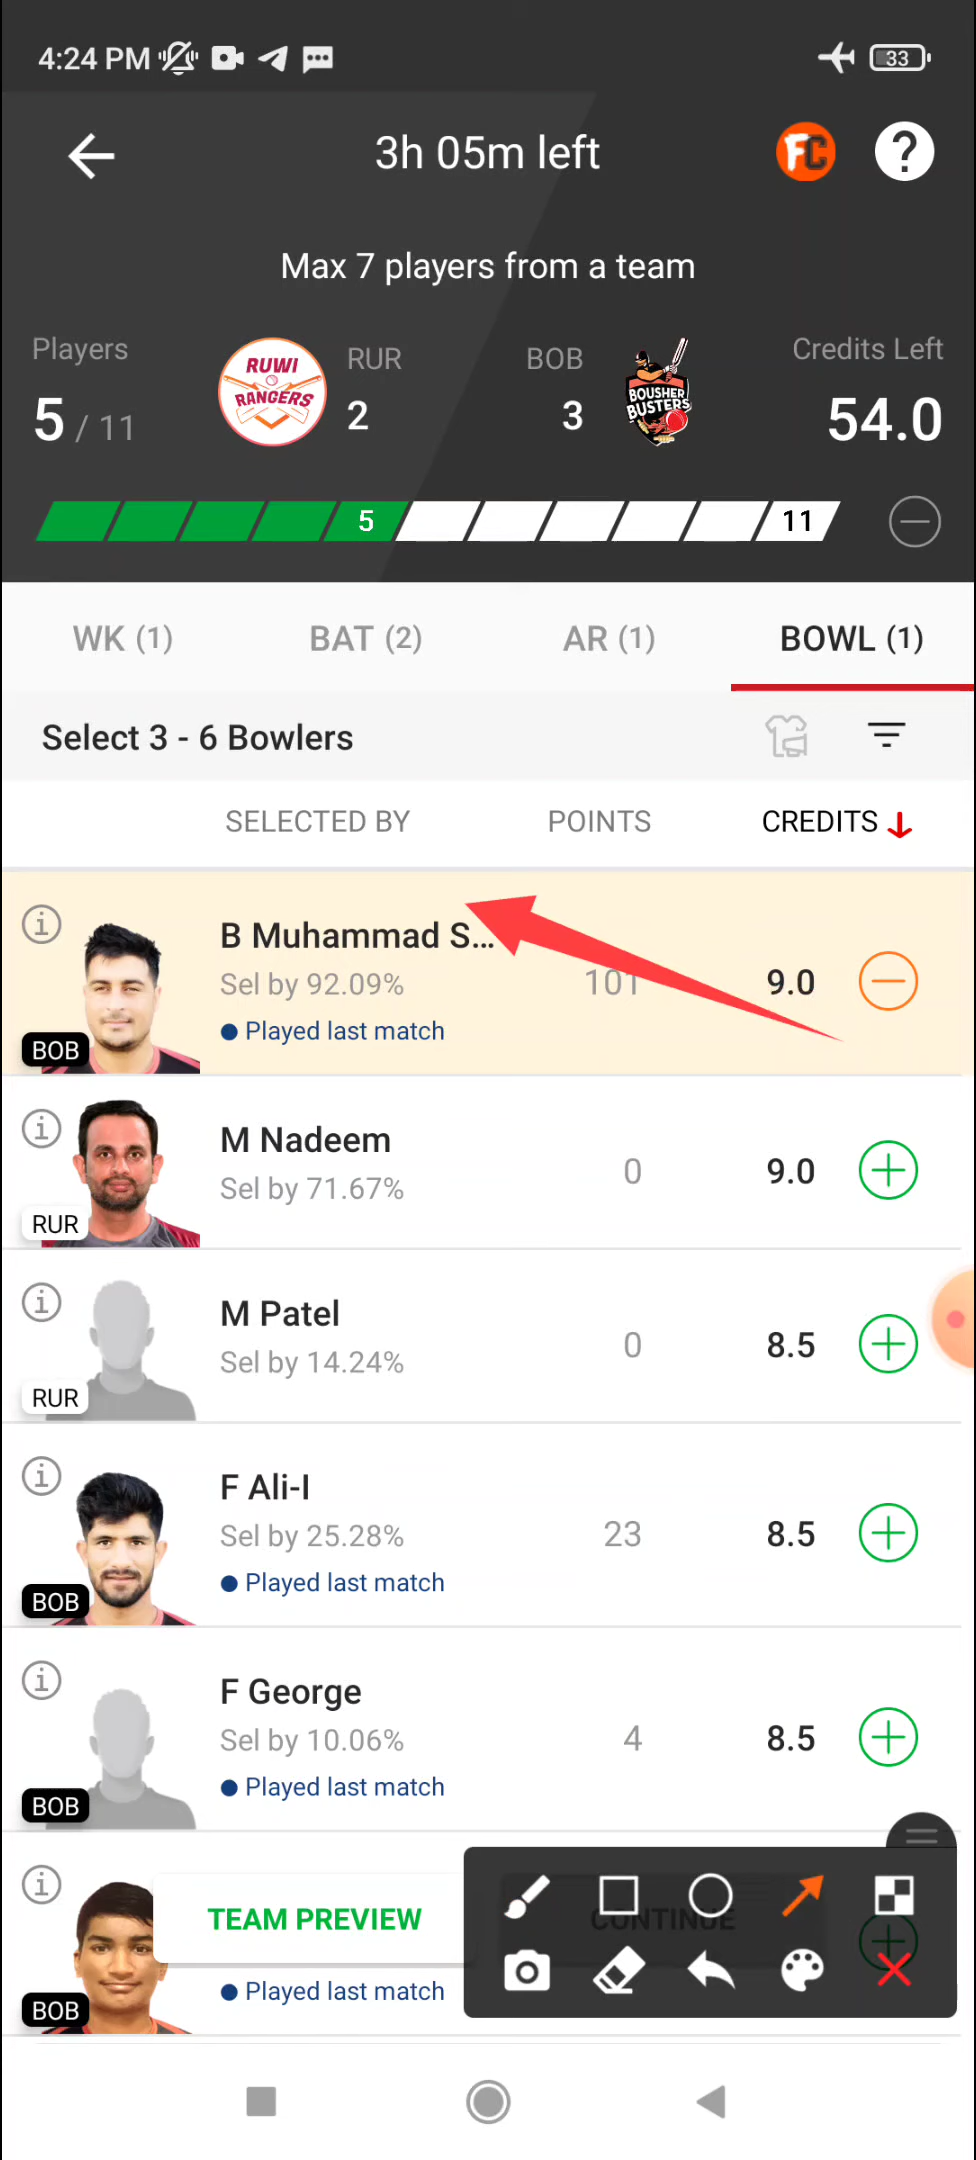 4:24 PM
33
3h 05m left
FC
?
Max 7 players from a team
Players
5 / 11
RUWI
RANGERS
RUR
2
BOB
3
BOUSHER
BUSTERS
Credits Left
54.0
5
11
WK (1)
BAT (2)
AR (1)
BOWL (1)
Select 3 - 6 Bowlers
SELECTED BY
POINTS
CREDITS
B Muhammad S...
Sel by 92.09%
101
9.0
Played last match
BOB
M Nadeem
Sel by 71.67%
0
9.0
RUR
M Patel
Sel by 14.24%
0
8.5
RUR
F Ali-I
Sel by 25.28%
23
8.5
Played last match
BOB
F George
Sel by 10.06%
4
8.5
Played last match
BOB
TEAM PREVIEW
CONTINUE
Played last match
BOB